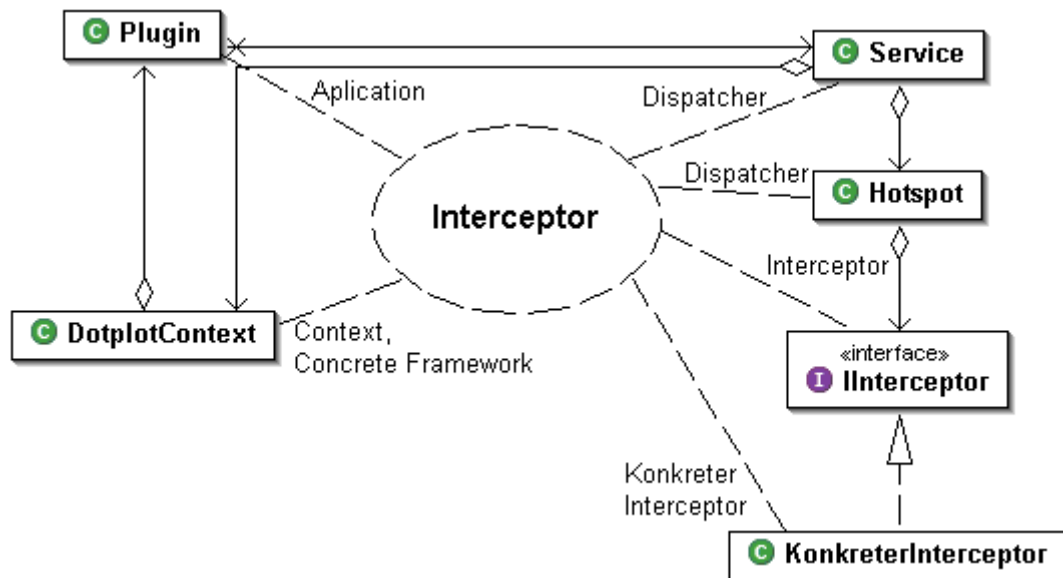 C Plugin
C Service
Aplication
Dispatcher
Dispatcher
C Hotspot
Interceptor
Interceptor
C DotplotContext
Context,
Concrete Framework
«interface»
I IInterceptor
Konkreter
Interceptor
C KonkreterInterceptor